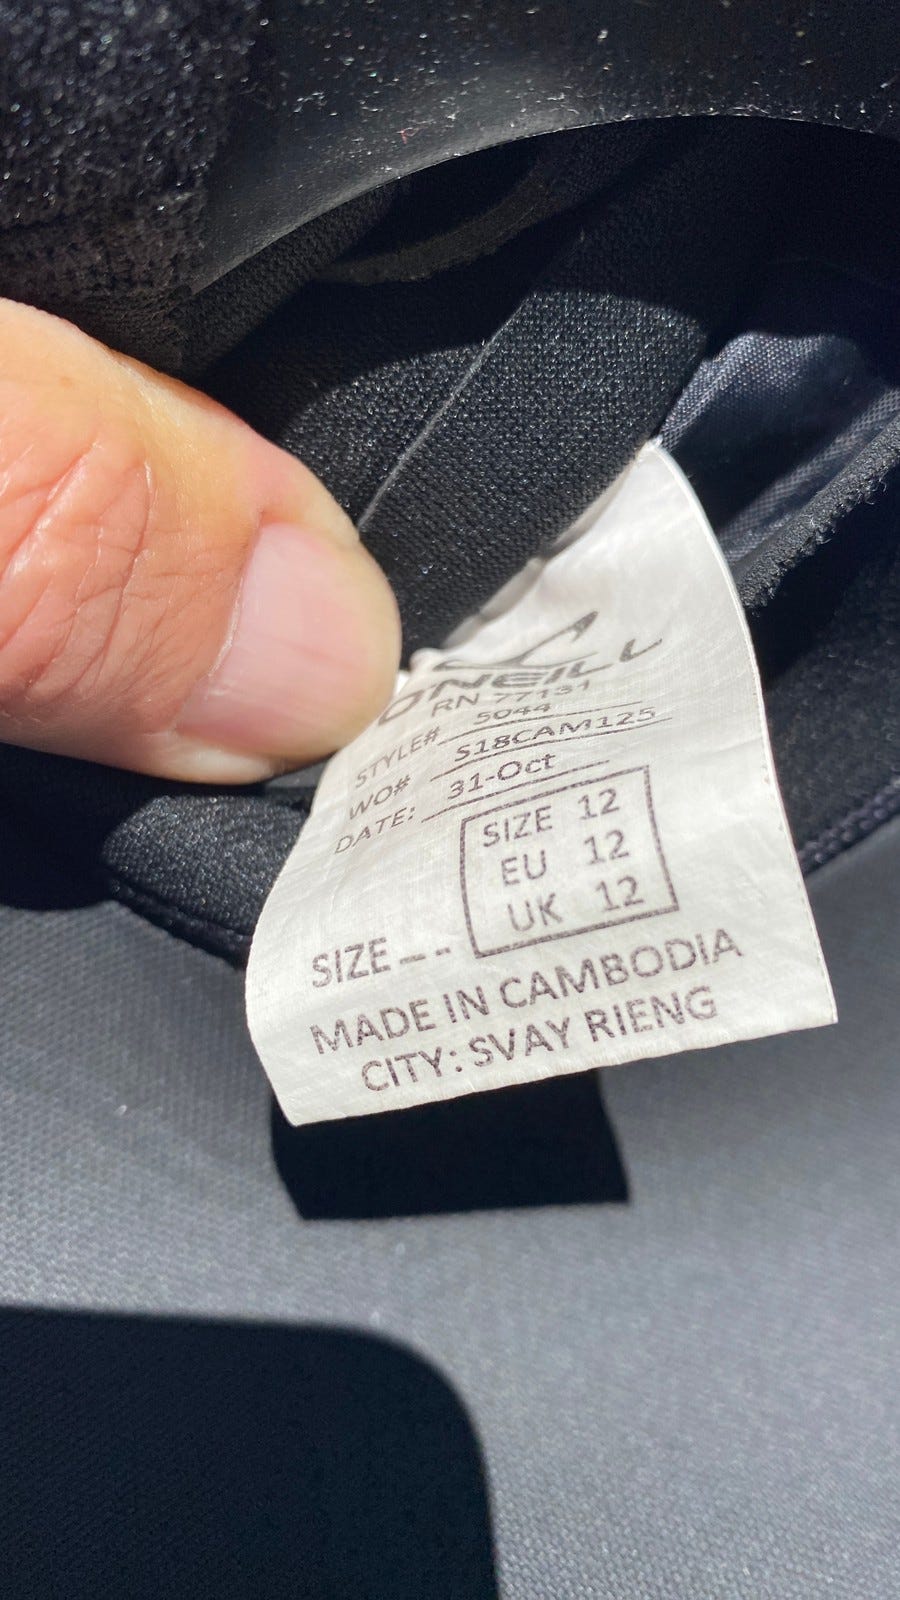 O'NEILL
RN 77131
STYLE# 5044
WO# S18CAM125
DATE: 31-Oct
SIZE 12
EU 12
UK 12
SIZE _ _
MADE IN CAMBODIA
CITY: SVAY RIENG